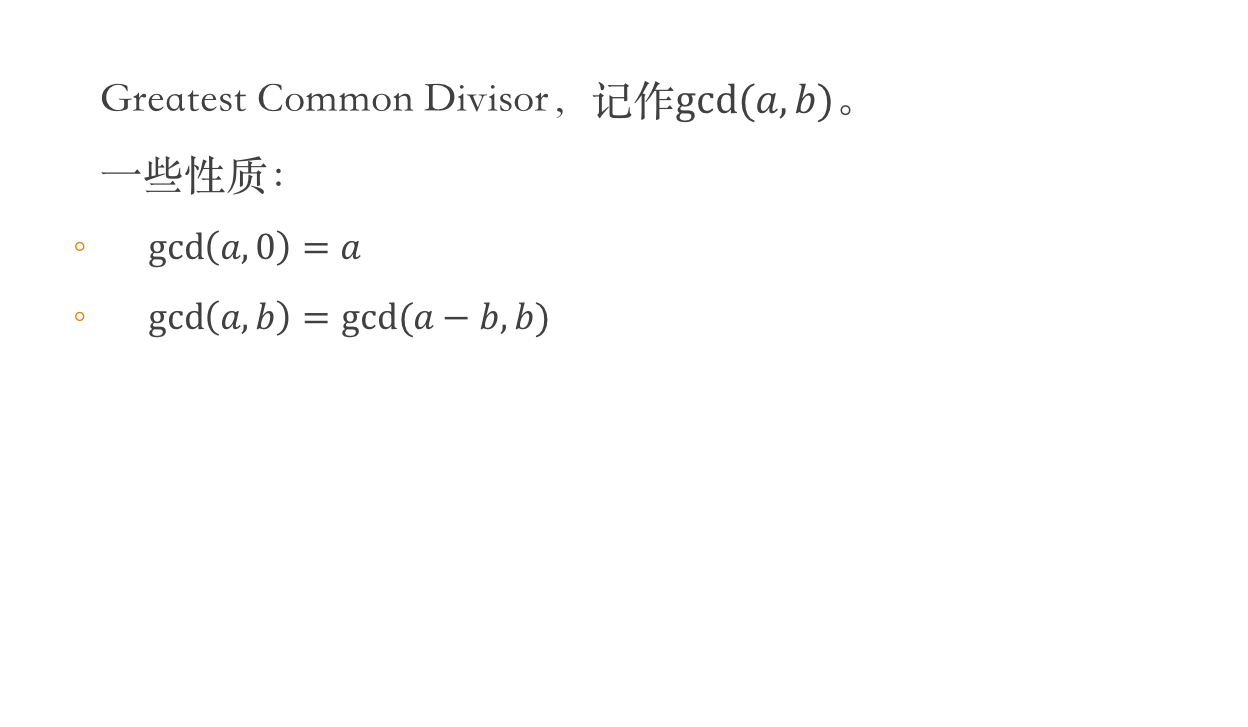 Greatest Common Divisor，记作gcd(a, b)。
一些性质：
◦ gcd(a, 0) = a
◦ gcd(a, b) = gcd(a − b, b)